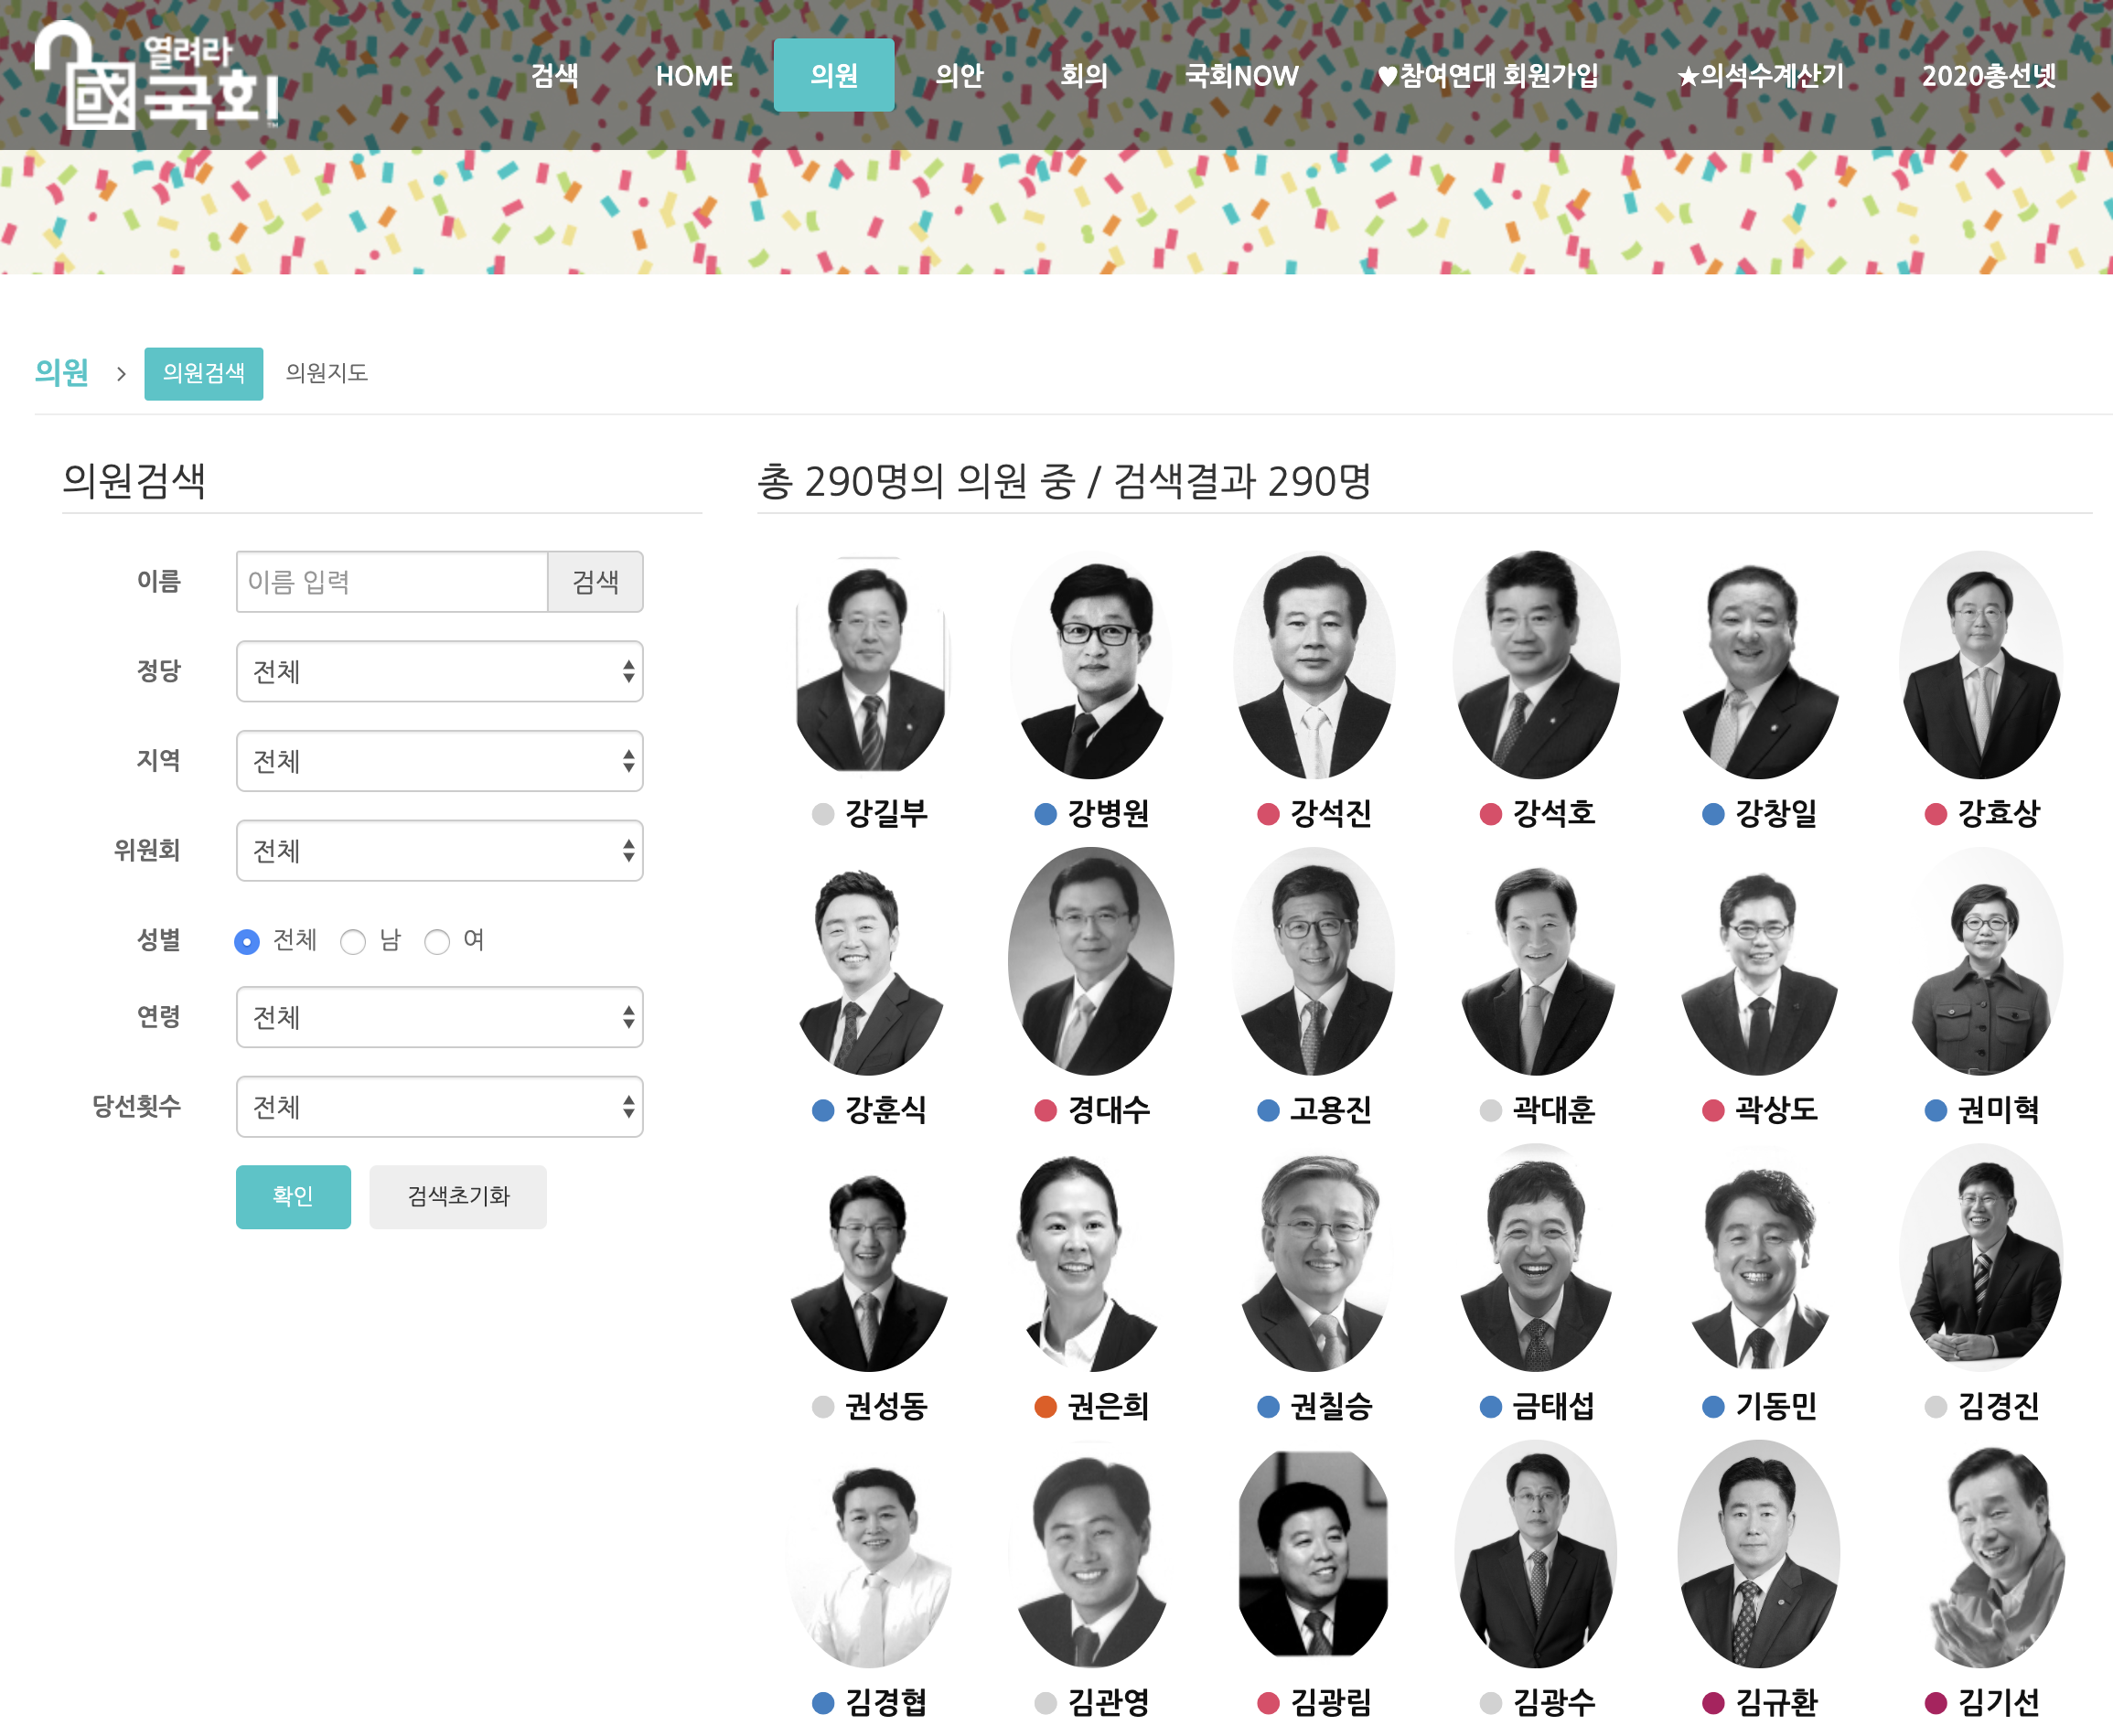 열려라
국회
검색 HOME 의원 의안 회의 국회NOW ♥참여연대 회원가입 ★의석수계산기 2020총선넷
의원 > 의원검색 의원지도
의원검색
이름 이름 입력 검색
정당 전체
지역 전체
위원회 전체
성별 전체 남 여
연령 전체
당선횟수 전체
확인 검색초기화
총 290명의 의원 중 / 검색결과 290명
강길부 강병원 강석진 강석호 강창일 강효상
강훈식 경대수 고용진 곽대훈 곽상도 권미혁
권성동 권은희 권칠승 금태섭 기동민 김경진
김경협 김관영 김광림 김광수 김규환 김기선